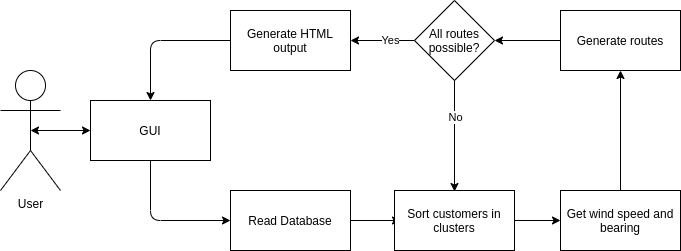 Generate HTML
output
Yes
All routes
possible?
Generate routes
GUI
No
User
Read Database
Sort customers in
clusters
Get wind speed and
bearing